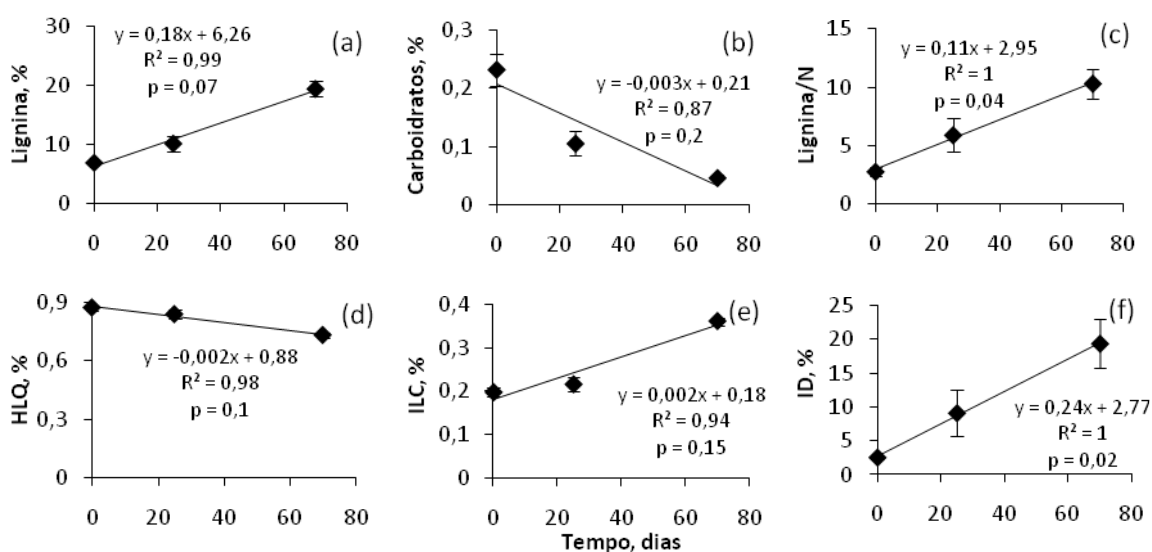 30
20
10
0
Lignina, %
y = 0,18x + 6,26
R² = 0,99
p = 0,07
(a)
0 20 40 60 80
0,3
0,2
0,1
0
Carboidratos, %
(b)
y = -0,003x + 0,21
R² = 0,87
p = 0,2
0 20 40 60 80
15
10
5
0
Lignina/N
y = 0,11x + 2,95
R² = 1
p = 0,04
(c)
0 20 40 60 80
0,9
0,6
0,3
0
HLQ, %
(d)
y = -0,002x + 0,88
R² = 0,98
p = 0,1
0 20 40 60 80
0,4
0,3
0,2
0,1
0
ILC, %
(e)
y = 0,002x + 0,18
R² = 0,94
p = 0,15
0 20 40 60 80
Tempo, dias
25
20
15
10
5
0
ID, %
(f)
y = 0,24x + 2,77
R² = 1
p = 0,02
0 20 40 60 80